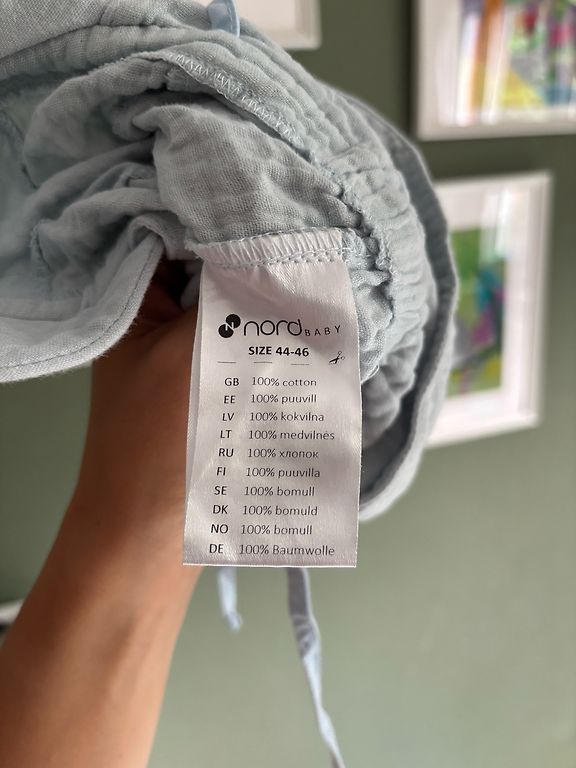 N nord BABY
SIZE 44-46
GB 100% cotton
EE 100% puuvill
LV 100% kokvilna
LT 100% medvilnės
RU 100% хлопок
FI 100% puuvilla
SE 100% bomull
DK 100% bomuld
NO 100% bomull
DE 100% Baumwolle